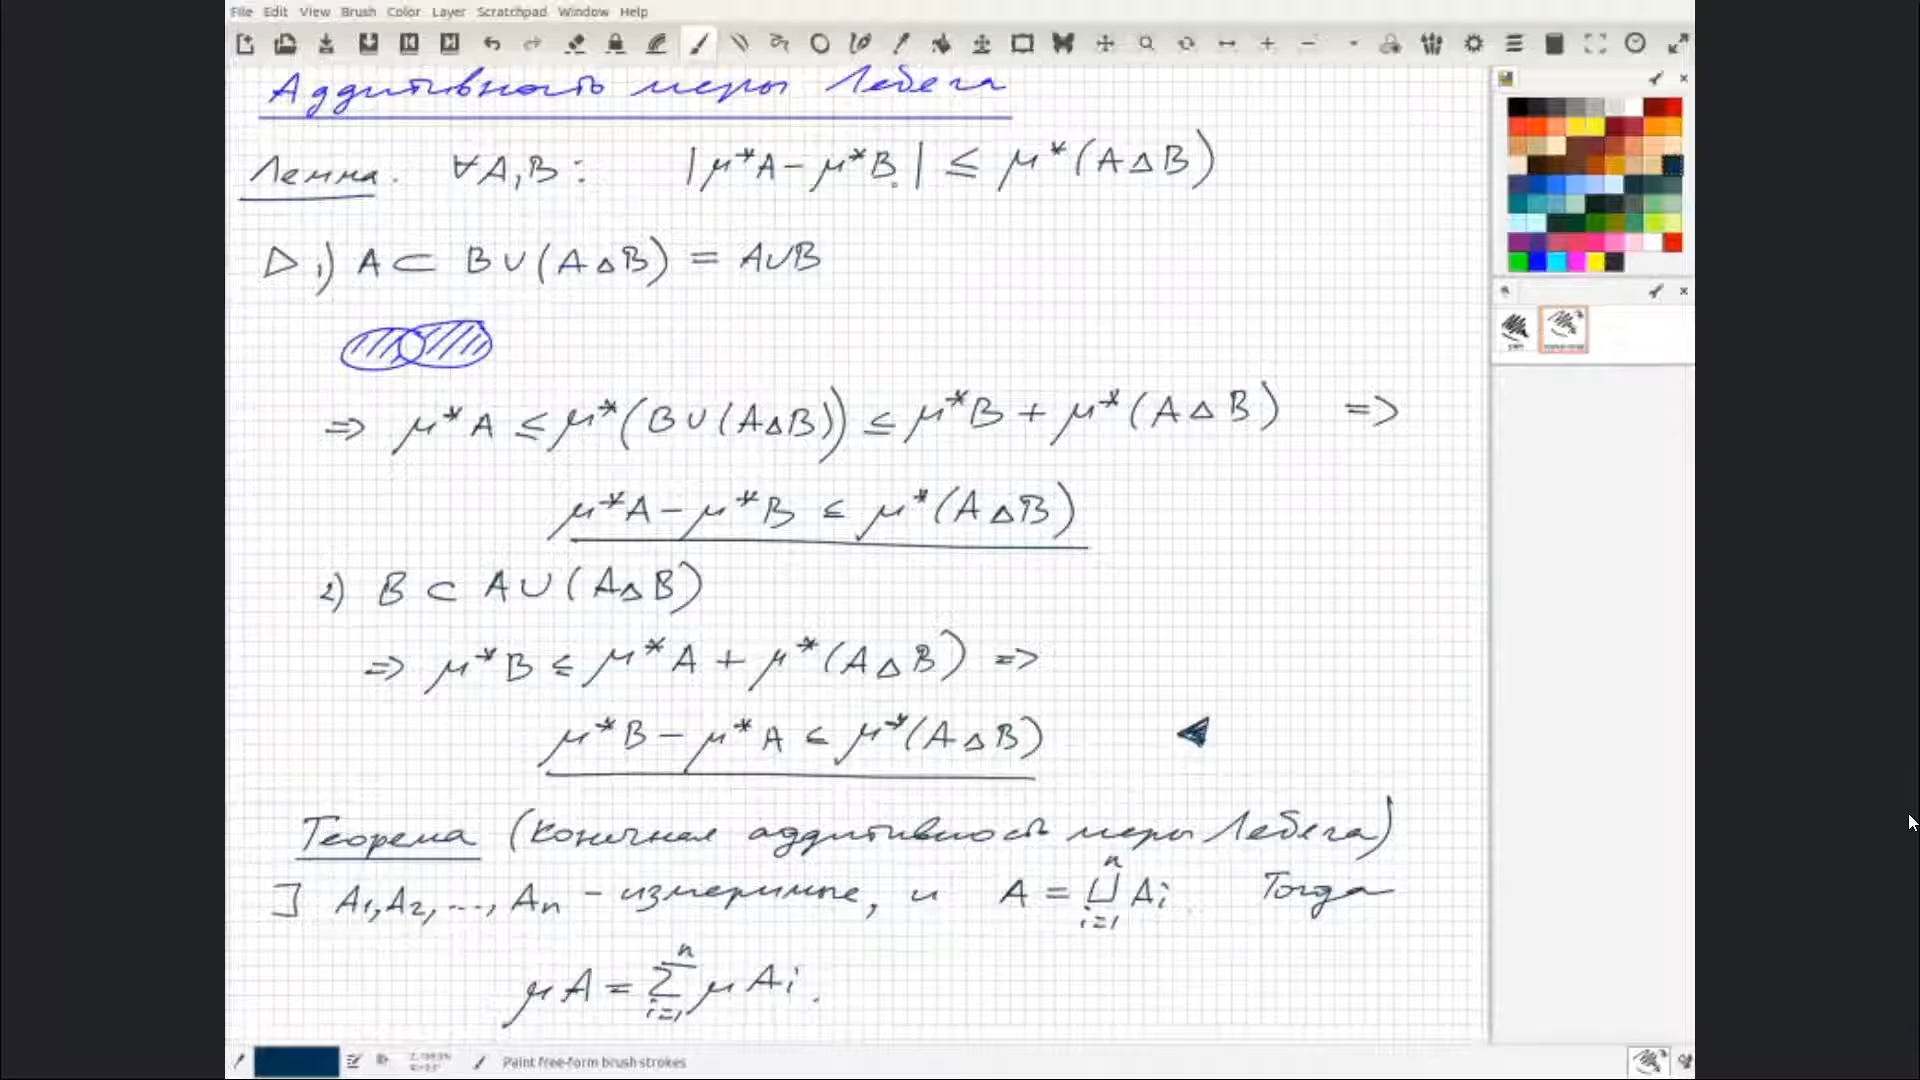 File Edit View Brush Color Layer Scratchpad Window Help
Аддитивность меры Лебега
Лемма. ∀A,B: |μ*A − μ*B| ≤ μ*(A△B)
▷ 1) A ⊂ B∪(A△B) = A∪B
⇒ μ*A ≤ μ*(B∪(A△B)) ≤ μ*B + μ*(A△B) ⇒
μ*A − μ*B ≤ μ*(A△B)
2) B ⊂ A∪(A△B)
⇒ μ*B ≤ μ*A + μ*(A△B) ⇒
μ*B − μ*A ≤ μ*(A△B) ◀
Теорема (конечная аддитивность меры Лебега)
] A₁,A₂,...,Aₙ − измеримые, и A = ⊔ᵢ₌₁ⁿ Aᵢ. Тогда
μA = ∑ᵢ₌₁ⁿ μAᵢ.
Paint free-form brush strokes